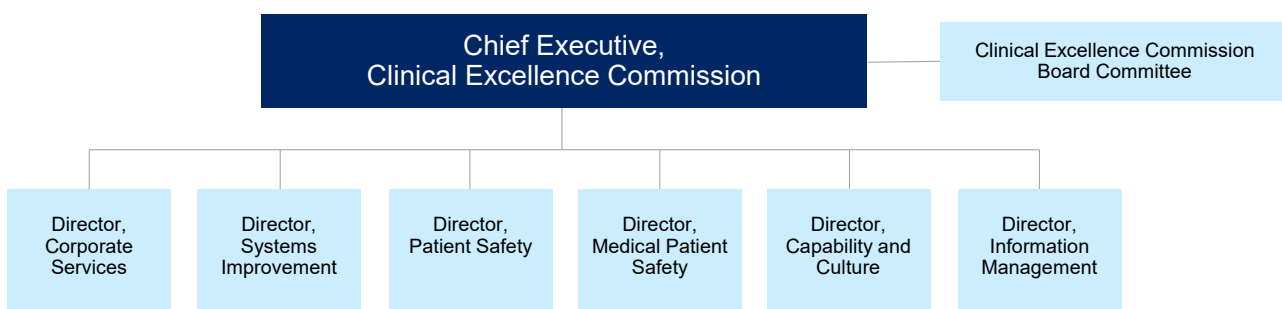 Chief Executive,
Clinical Excellence Commission
Clinical Excellence Commission
Board Committee
Director,
Corporate
Services
Director,
Systems
Improvement
Director,
Patient Safety
Director,
Medical Patient
Safety
Director,
Capability and
Culture
Director,
Information
Management